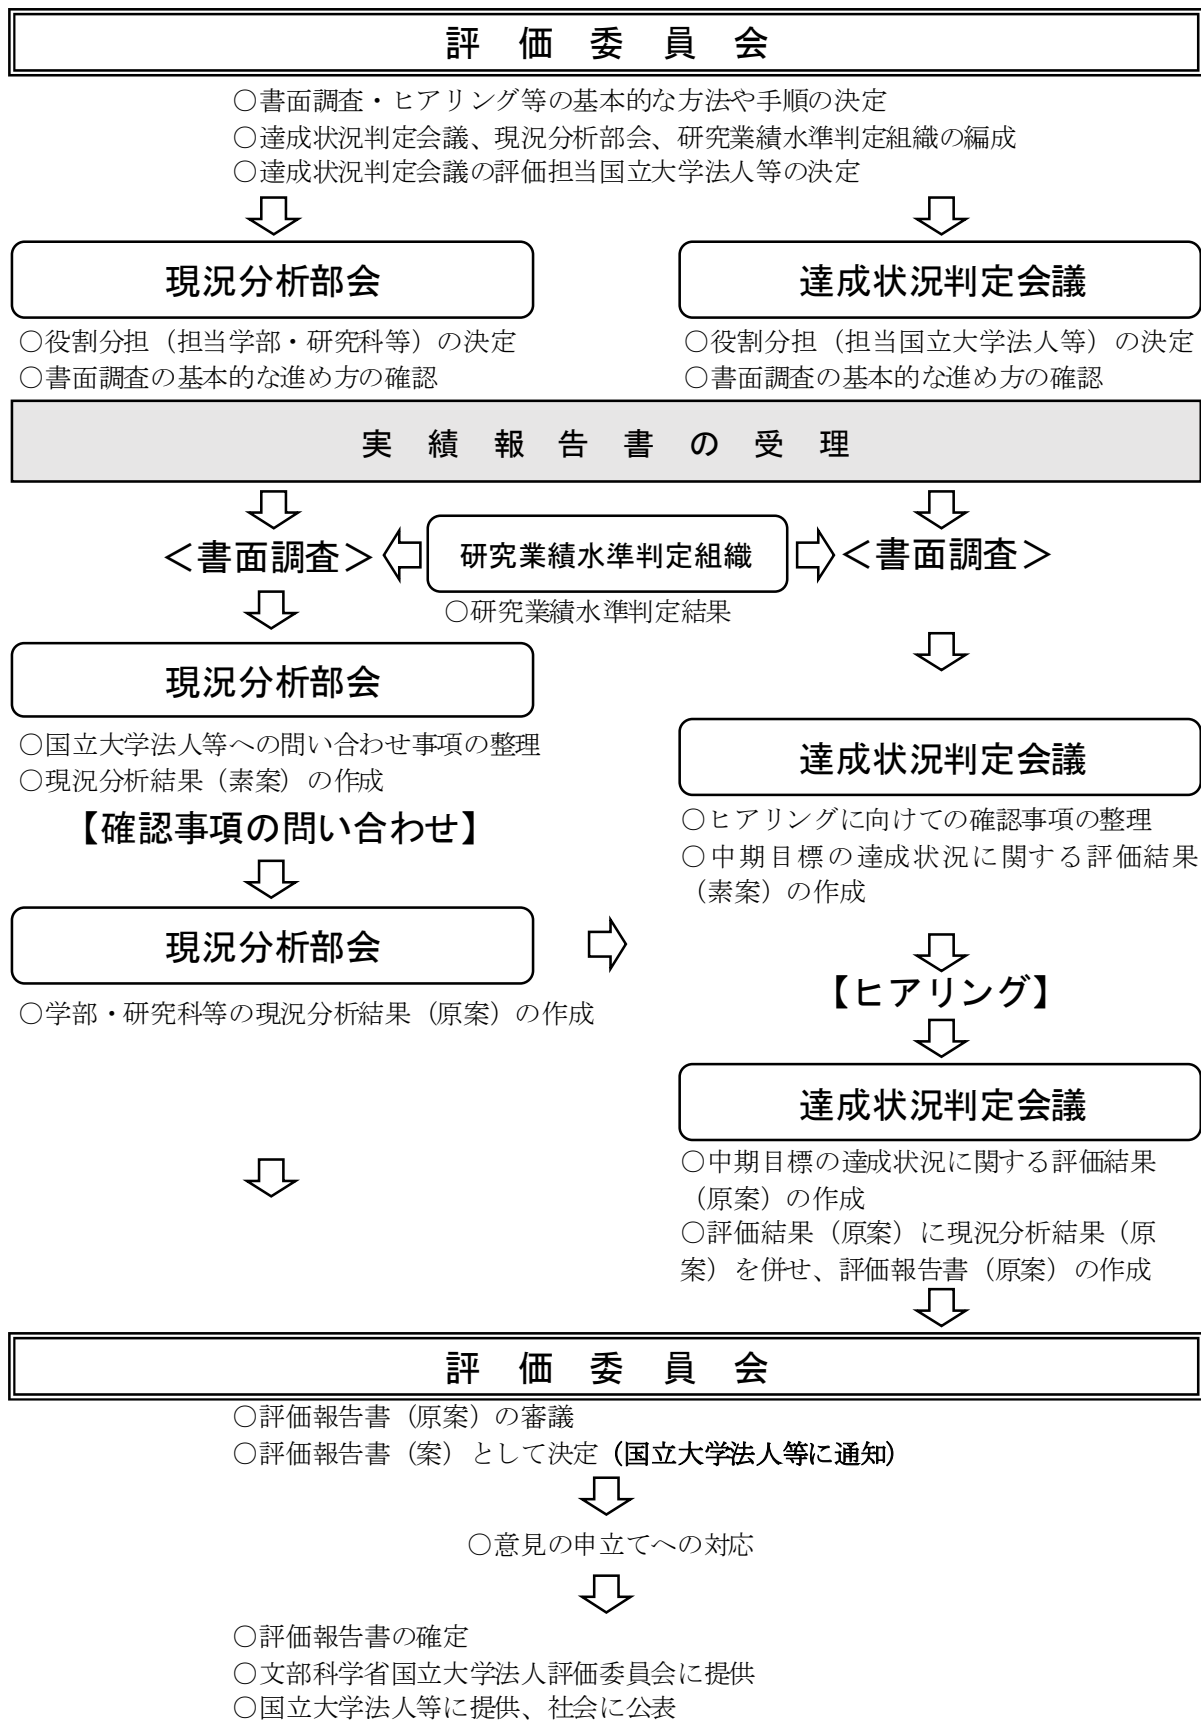 評価委員会
○書面調査・ヒアリング等の基本的な方法や手順の決定
○達成状況判定会議、現況分析部会、研究業績水準判定組織の編成
○達成状況判定会議の評価担当国立大学法人等の決定
現況分析部会
○役割分担（担当学部・研究科等）の決定
○書面調査の基本的な進め方の確認
達成状況判定会議
○役割分担（担当国立大学法人等）の決定
○書面調査の基本的な進め方の確認
実績報告書の受理
＜書面調査＞
研究業績水準判定組織
○研究業績水準判定結果
＜書面調査＞
現況分析部会
○国立大学法人等への問い合わせ事項の整理
○現況分析結果（素案）の作成
【確認事項の問い合わせ】
現況分析部会
○学部・研究科等の現況分析結果（原案）の作成
達成状況判定会議
○ヒアリングに向けての確認事項の整理
○中期目標の達成状況に関する評価結果
（素案）の作成
【ヒアリング】
達成状況判定会議
○中期目標の達成状況に関する評価結果
（原案）の作成
○評価結果（原案）に現況分析結果（原
案）を併せ、評価報告書（原案）の作成
評価委員会
○評価報告書（原案）の審議
○評価報告書（案）として決定（国立大学法人等に通知）
○意見の申立てへの対応
○評価報告書の確定
○文部科学省国立大学法人評価委員会に提供
○国立大学法人等に提供、社会に公表